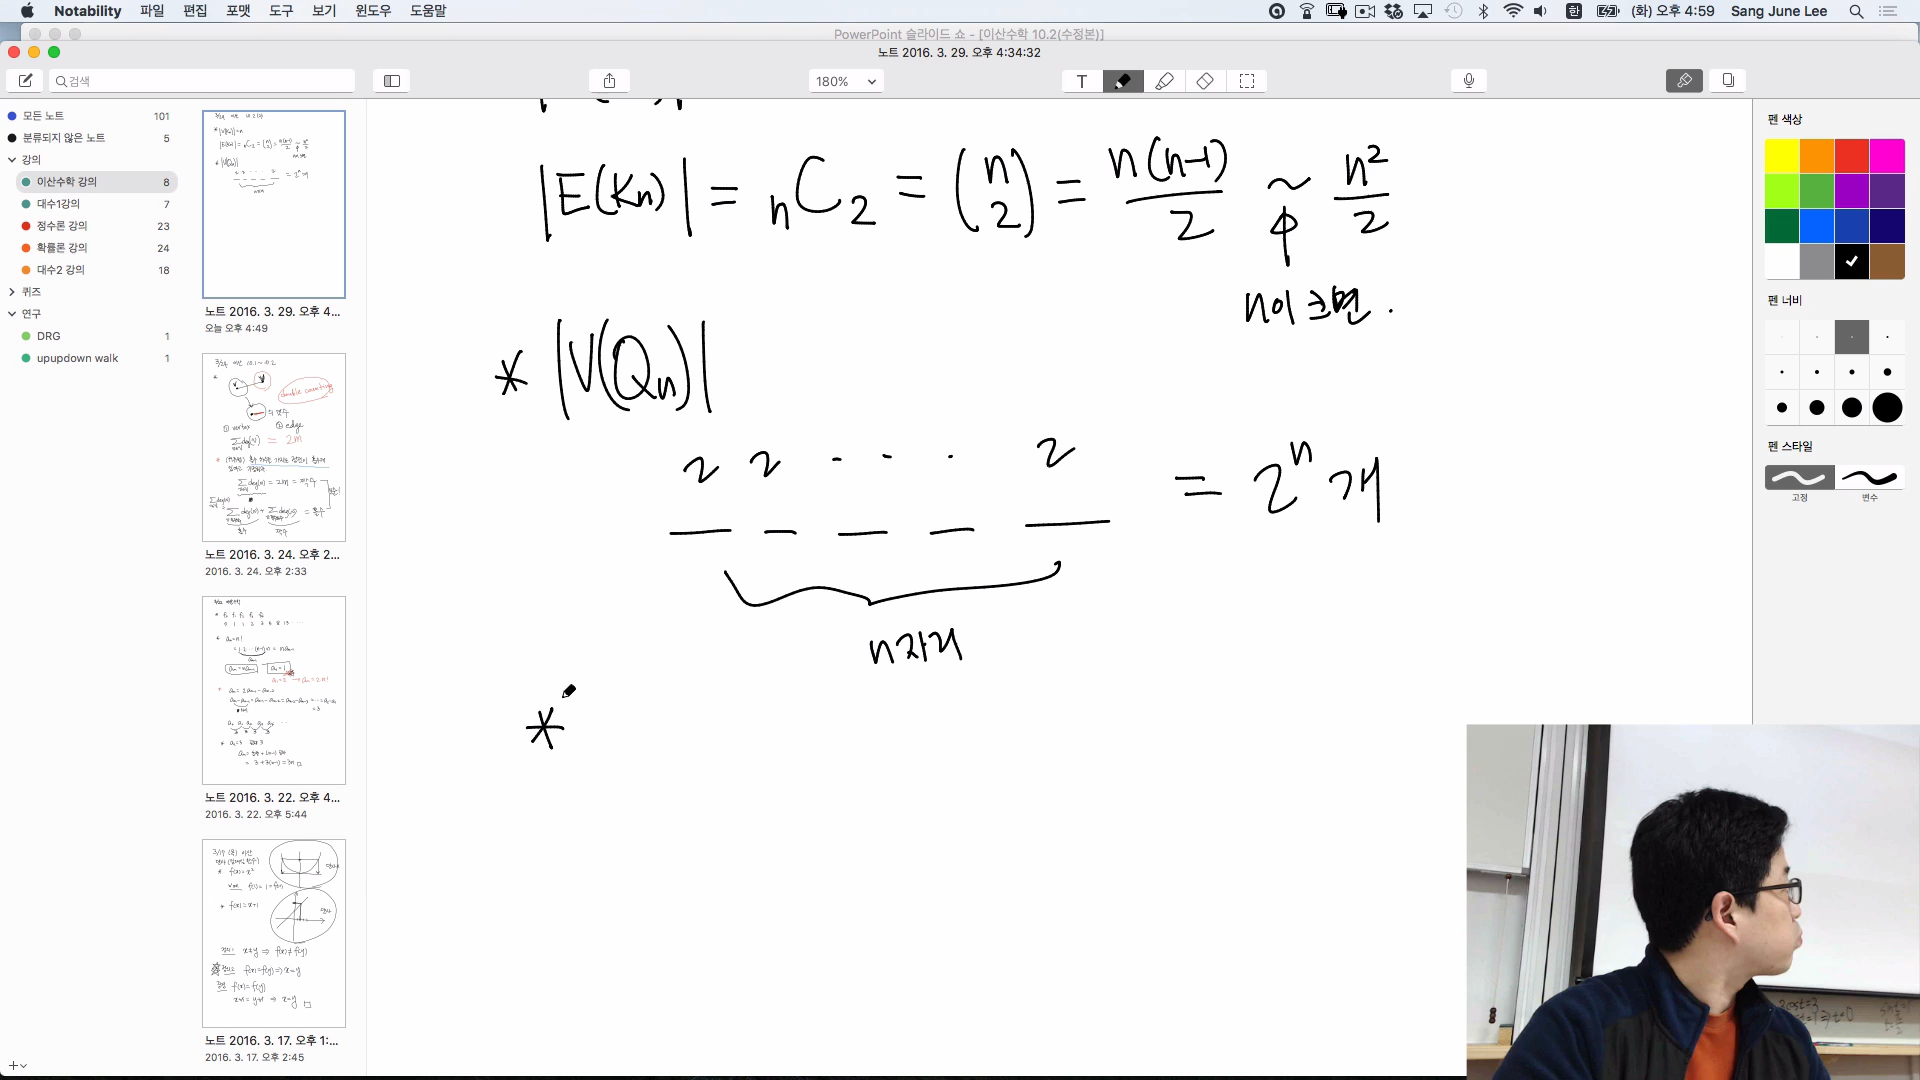 Notability 파일 편집 포맷 도구 보기 윈도우 도움말 한 (화) 오후 4:59 Sang June Lee
PowerPoint 슬라이드 쇼 - [이산수학 10.2(수정본)]
노트 2016. 3. 29. 오후 4:34:32
검색 180% T
모든 노트 101
분류되지 않은 노트 5
강의
이산수학 강의 8
대수1강의 7
정수론 강의 23
확률론 강의 24
대수2 강의 18
퀴즈
연구
DRG 1
upupdown walk 1
노트 2016. 3. 29. 오후 4...
오늘 오후 4:49
노트 2016. 3. 24. 오후 2...
2016. 3. 24. 오후 2:33
노트 2016. 3. 22. 오후 4...
2016. 3. 22. 오후 5:44
노트 2016. 3. 17. 오후 1:...
2016. 3. 17. 오후 2:45
|E(Kn)| = nC2 = (n 2) = n(n-1)/2 ~ n²/2
n이 크면.
* |V(Qn)|
2 2 · · · 2 = 2ⁿ개
n자리
*
펜 색상
펜 너비
펜 스타일
고정 변수